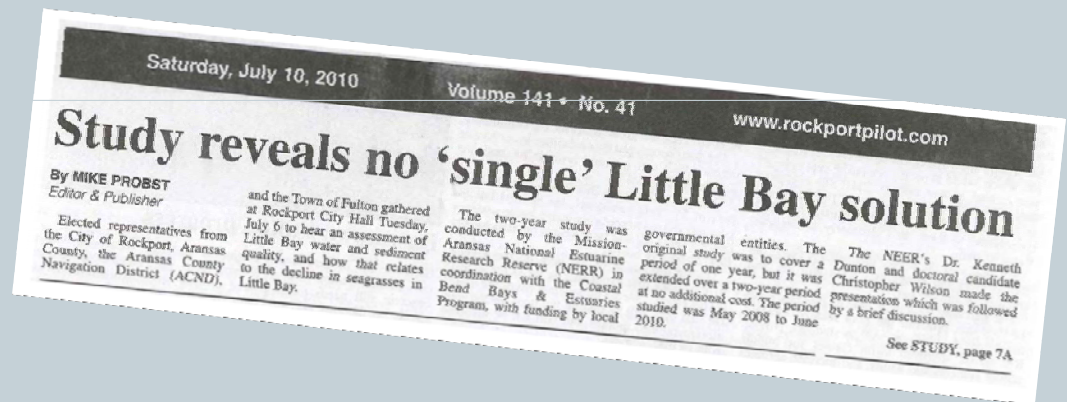 Saturday, July 10, 2010
Volume 141 • No. 41
www.rockportpilot.com
Study reveals no ‘single’ Little Bay solution
By MIKE PROBST
Editor & Publisher
Elected representatives from
the City of Rockport, Aransas
County, the Aransas County
Navigation District (ACND),
and the Town of Fulton gathered
at Rockport City Hall Tuesday,
July 6 to hear an assessment of
Little Bay water and sediment
quality, and how that relates
to the decline in seagrasses in
Little Bay.
The two-year study was
conducted by the Mission-
Aransas National Estuarine
Research Reserve (NERR) in
coordination with the Coastal
Bend Bays & Estuaries
Program, with funding by local
governmental entities. The
original study was to cover a
period of one year, but it was
extended over a two-year period
at no additional cost. The period
studied was May 2008 to June
2010.
The NEER's Dr. Kenneth
Dunton and doctoral candidate
Christopher Wilson made the
presentation which was followed
by a brief discussion.
See STUDY, page 7A